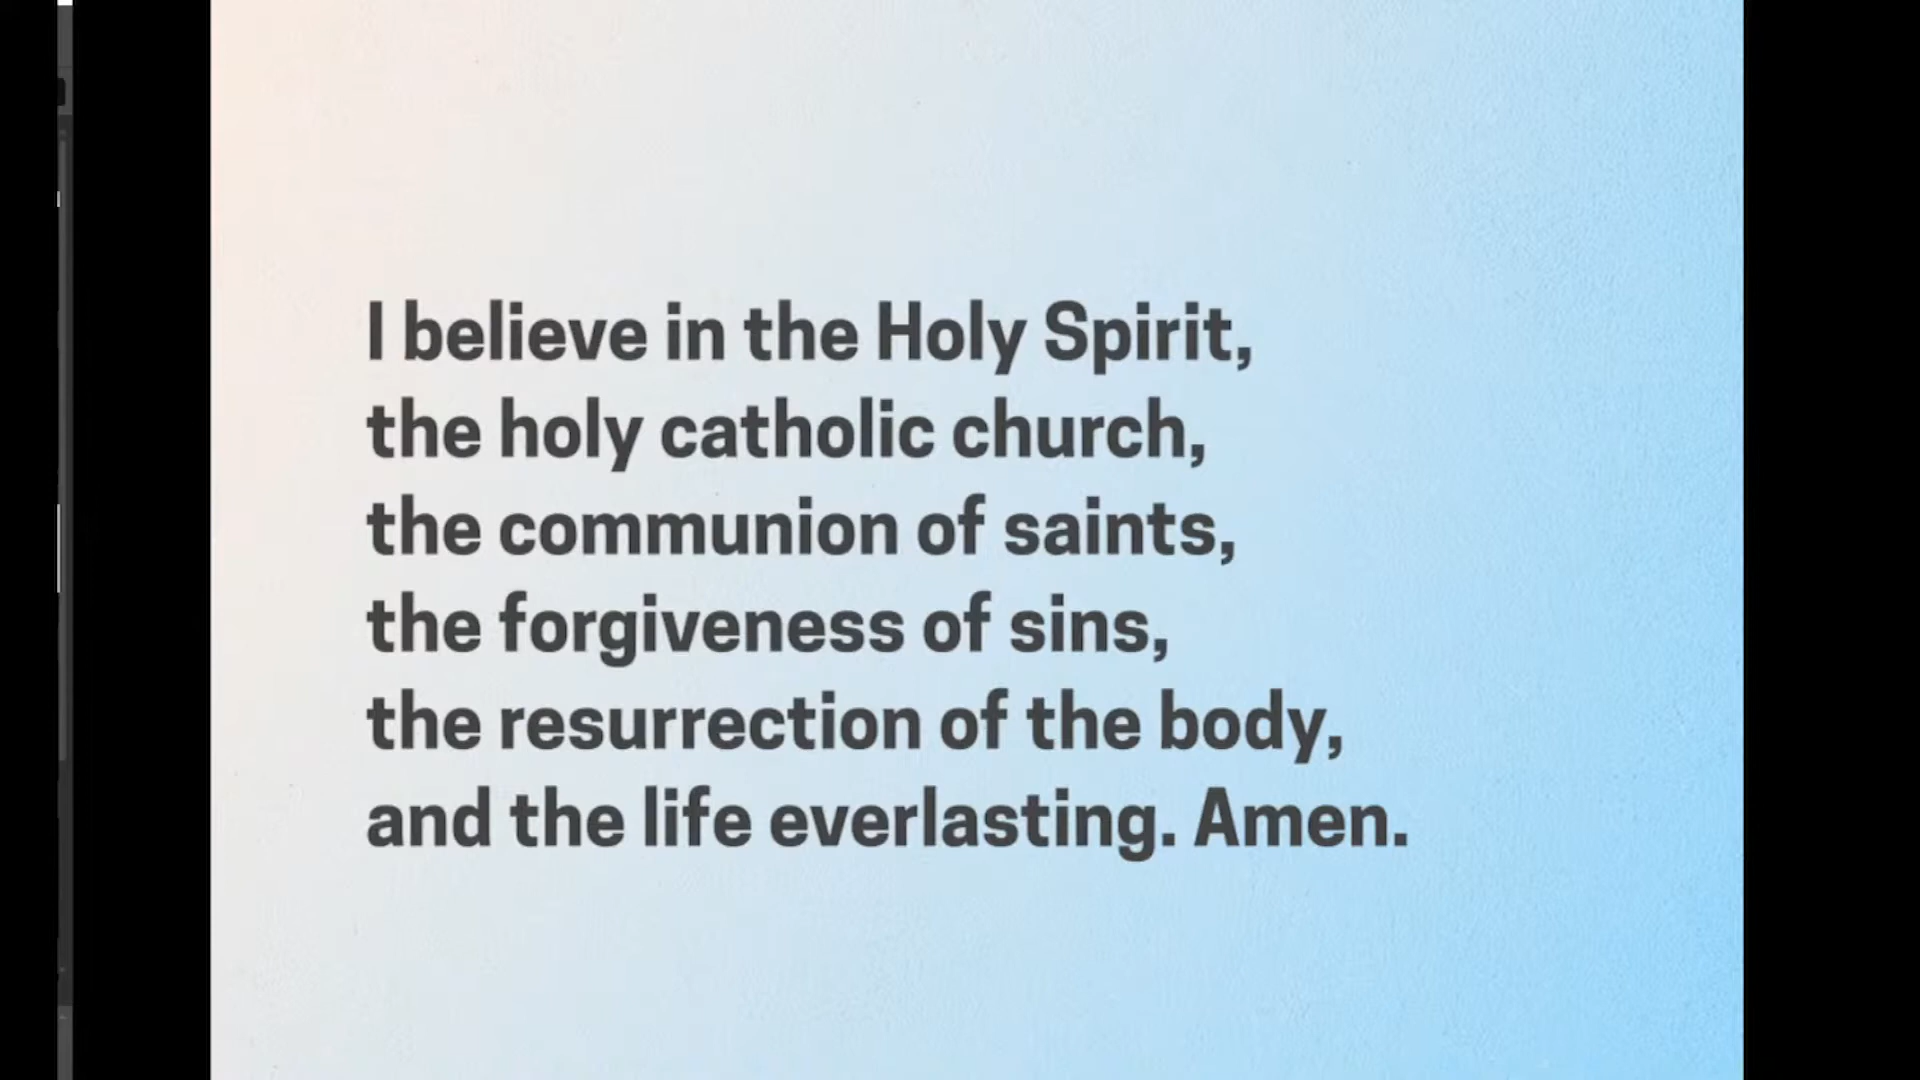 I believe in the Holy Spirit,
the holy catholic church,
the communion of saints,
the forgiveness of sins,
the resurrection of the body,
and the life everlasting. Amen.